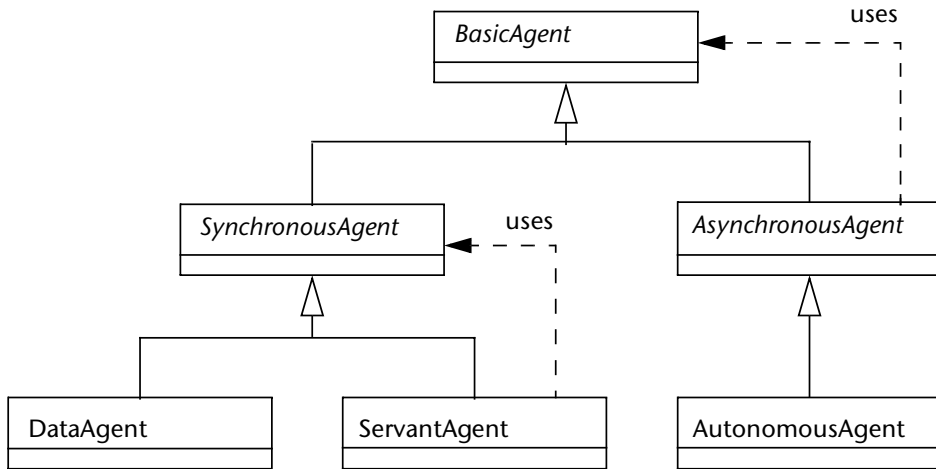 uses
BasicAgent
SynchronousAgent
uses
AsynchronousAgent
DataAgent
ServantAgent
AutonomousAgent